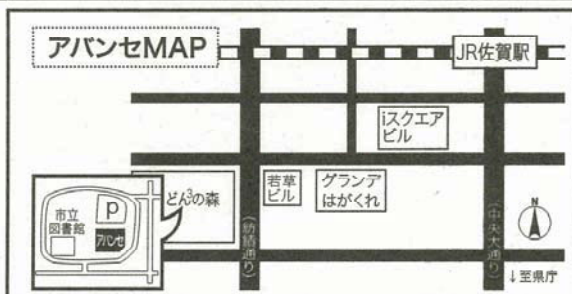 アバンセMAP
JR佐賀駅
iスクエア
ビル
どん3の森
若草
ビル
グランデ
はがくれ
市立
図書館
P
アバンセ
(紡績通り)
(中央大通り)
N
↓至県庁